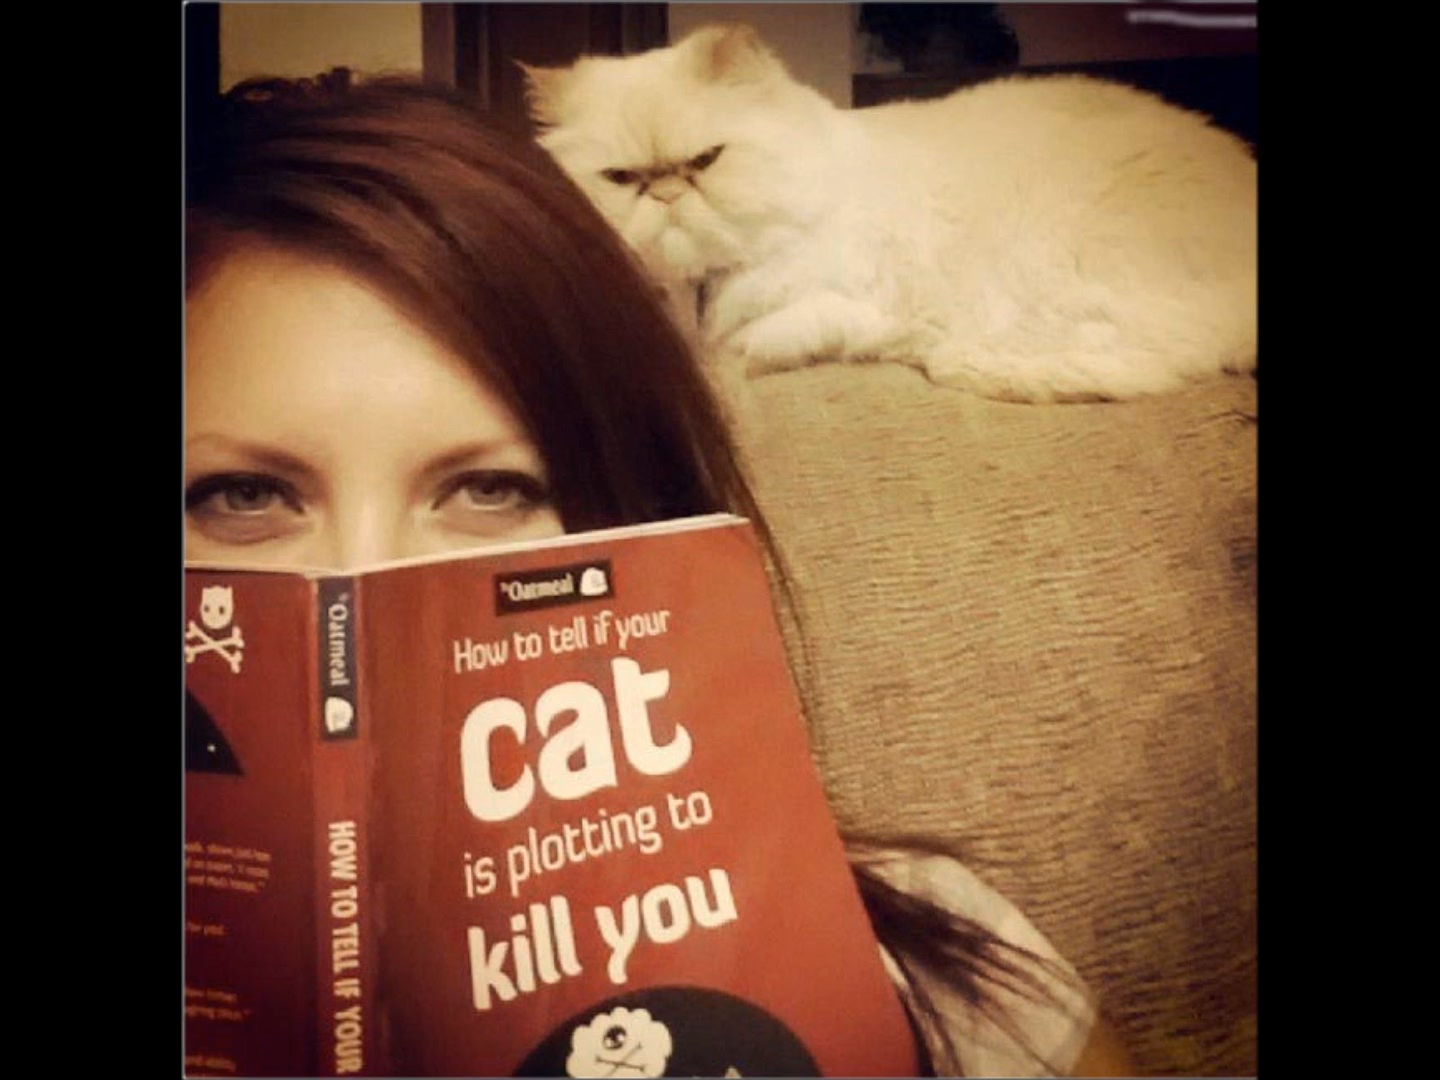 The Oatmeal
How to tell if your
cat
is plotting to
kill you
The Oatmeal
HOW TO TELL IF YOUR